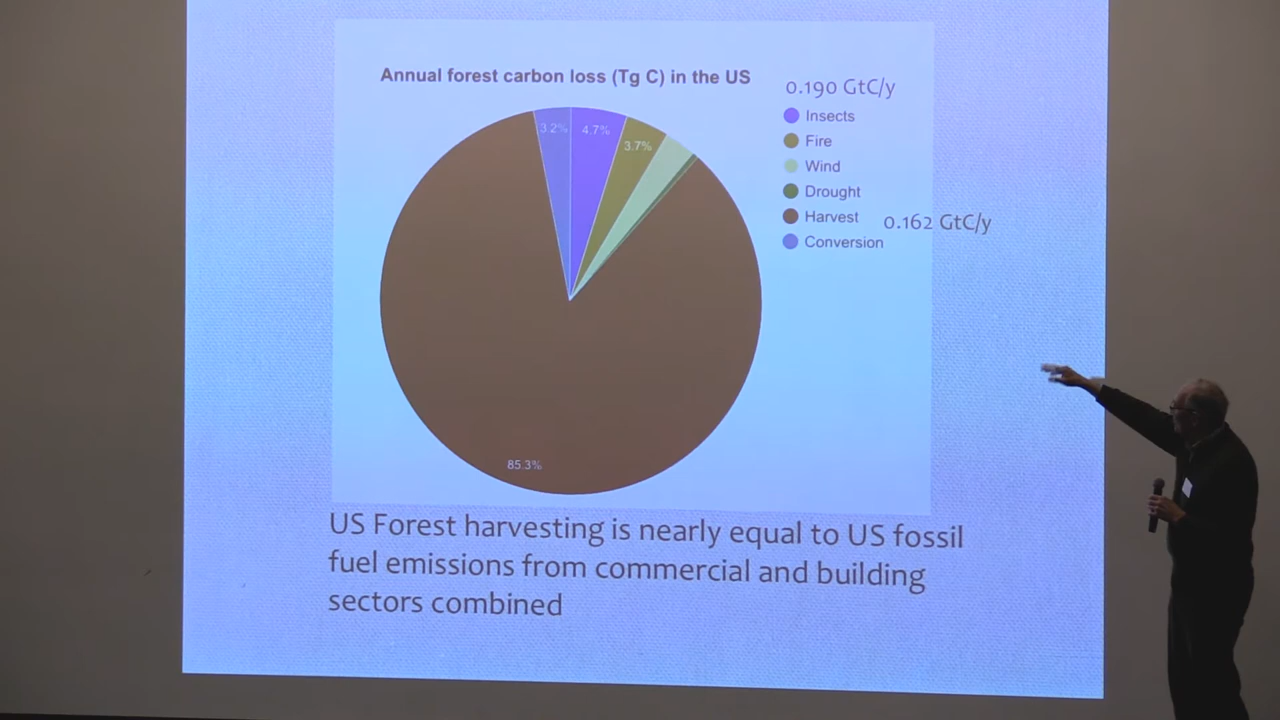 Annual forest carbon loss (Tg C) in the US
0.190 GtC/y
3.2%
4.7%
3.7%
85.3%
Insects
Fire
Wind
Drought
Harvest
0.162 GtC/y
Conversion
US Forest harvesting is nearly equal to US fossil
fuel emissions from commercial and building
sectors combined